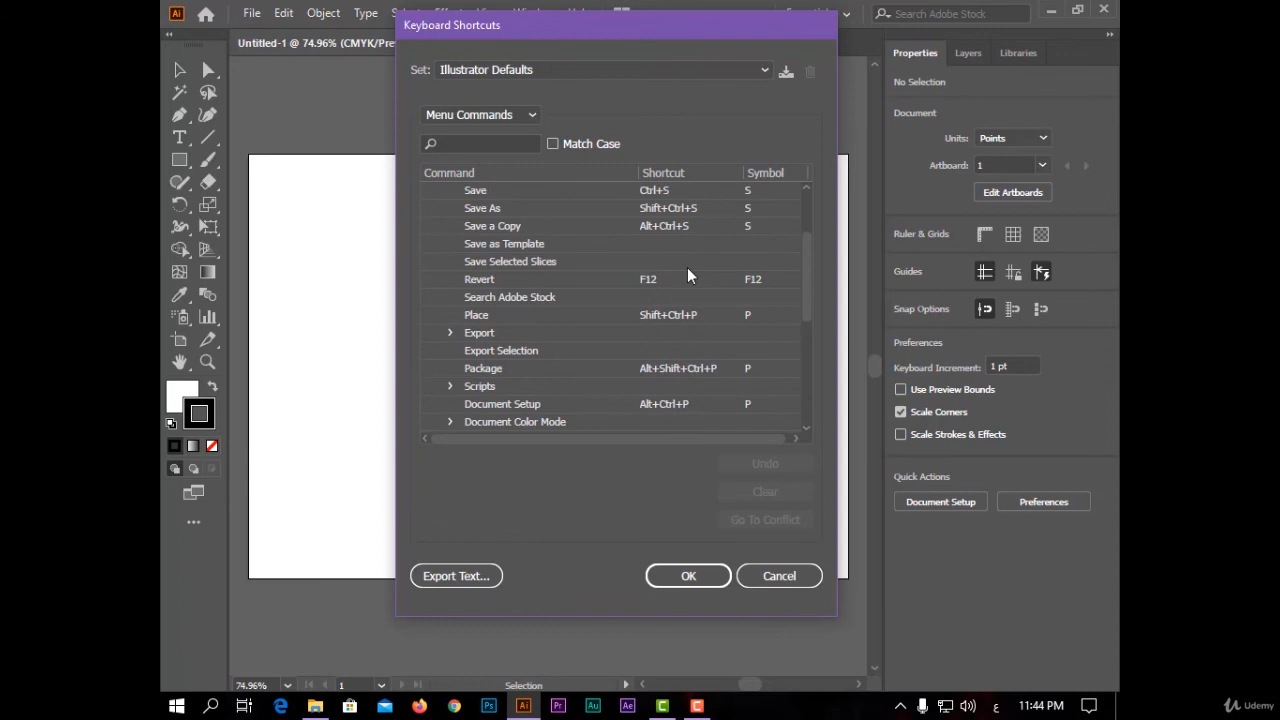 Ai File Edit Object Type Search Adobe Stock
Untitled-1 @ 74.96% (CMYK/Pre
Keyboard Shortcuts
Set: Illustrator Defaults
Menu Commands
Match Case
Command Shortcut Symbol
Save Ctrl+S S
Save As Shift+Ctrl+S S
Save a Copy Alt+Ctrl+S S
Save as Template
Save Selected Slices
Revert F12 F12
Search Adobe Stock
Place Shift+Ctrl+P P
Export
Export Selection
Package Alt+Shift+Ctrl+P P
Scripts
Document Setup Alt+Ctrl+P P
Document Color Mode
Undo
Clear
Go To Conflict
Export Text... OK Cancel
Properties Layers Libraries
No Selection
Document
Units: Points
Artboard: 1
Edit Artboards
Ruler & Grids
Guides
Snap Options
Preferences
Keyboard Increment: 1 pt
Use Preview Bounds
Scale Corners
Scale Strokes & Effects
Quick Actions
Document Setup Preferences
74.96% 1 Selection
Ps Ai Pr Au Ae ع 11:44 PM
Udemy